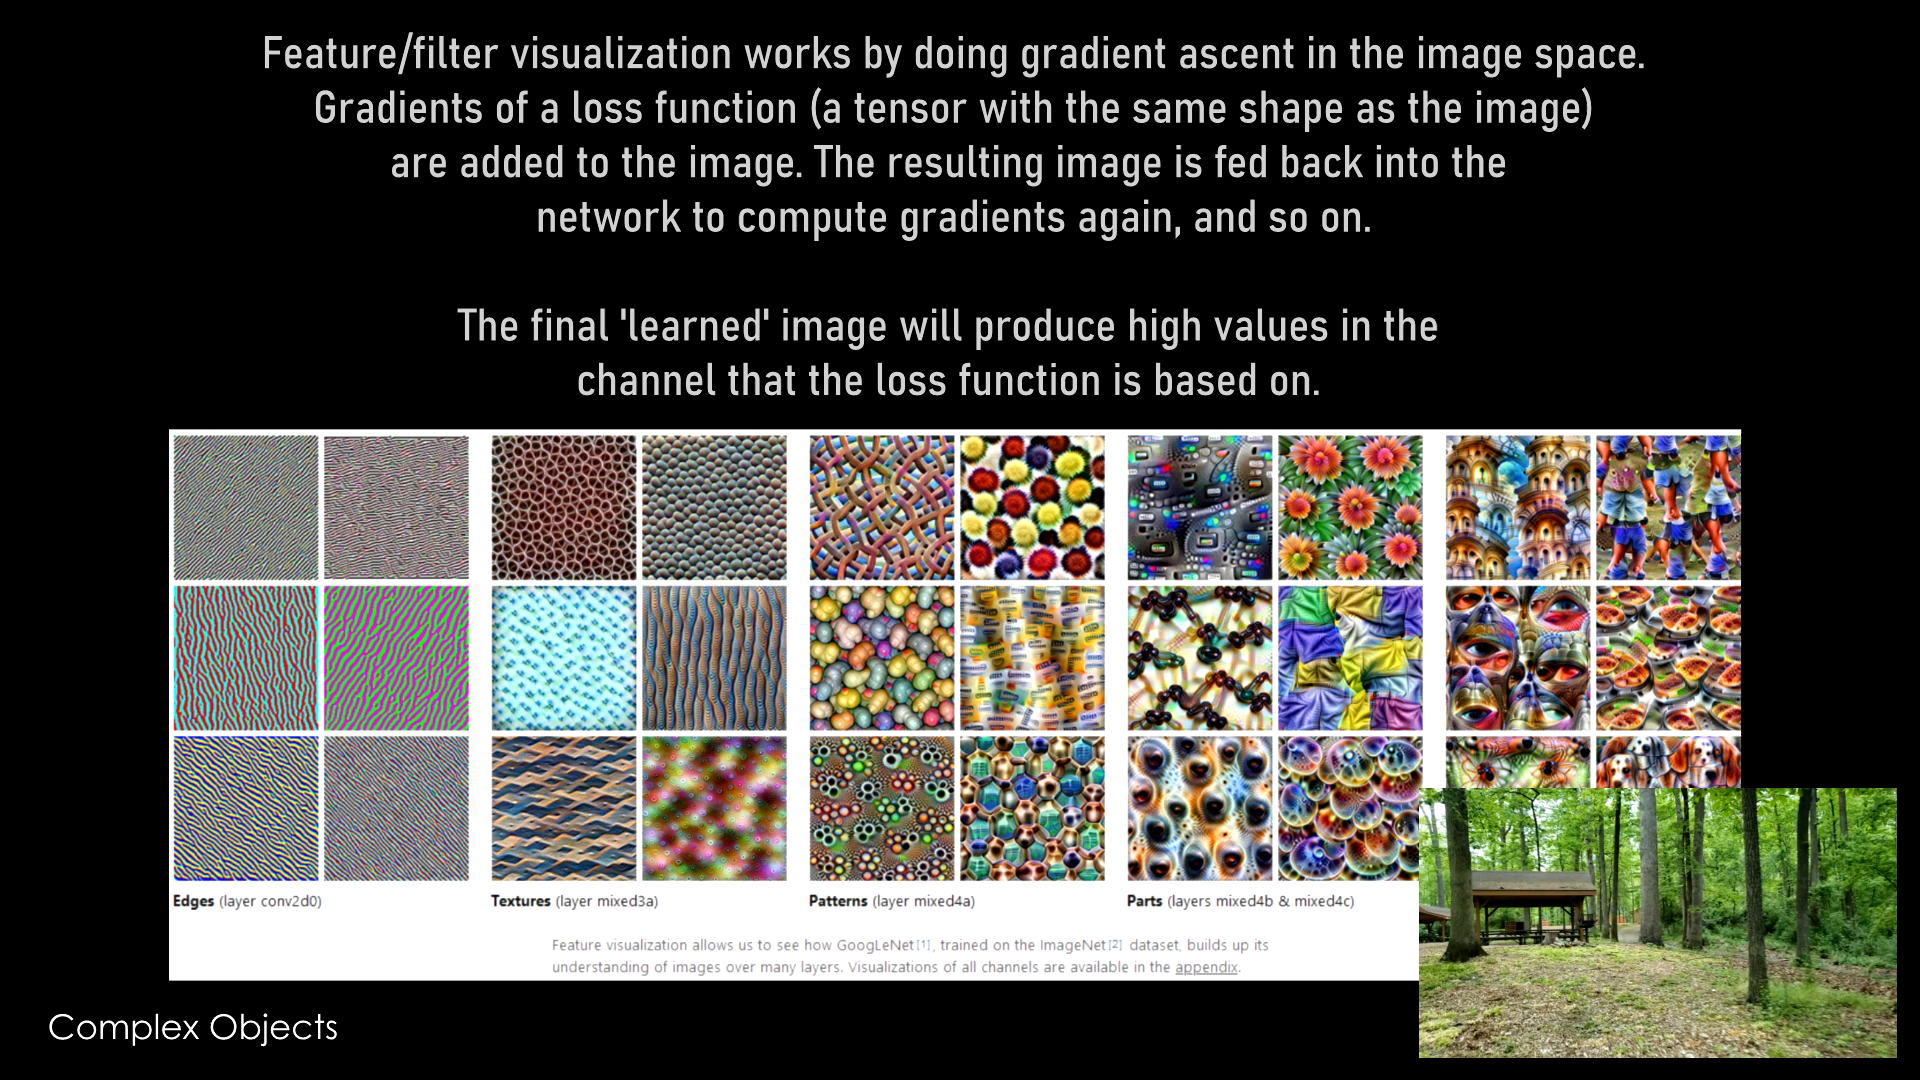 Feature/filter visualization works by doing gradient ascent in the image space.
Gradients of a loss function (a tensor with the same shape as the image)
are added to the image. The resulting image is fed back into the
network to compute gradients again, and so on.
The final 'learned' image will produce high values in the
channel that the loss function is based on.
Edges (layer conv2d0)
Textures (layer mixed3a)
Patterns (layer mixed4a)
Parts (layers mixed4b & mixed4c)
Feature visualization allows us to see how GoogLeNet[1], trained on the ImageNet[2] dataset, builds up its
understanding of images over many layers. Visualizations of all channels are available in the appendix.
Complex Objects